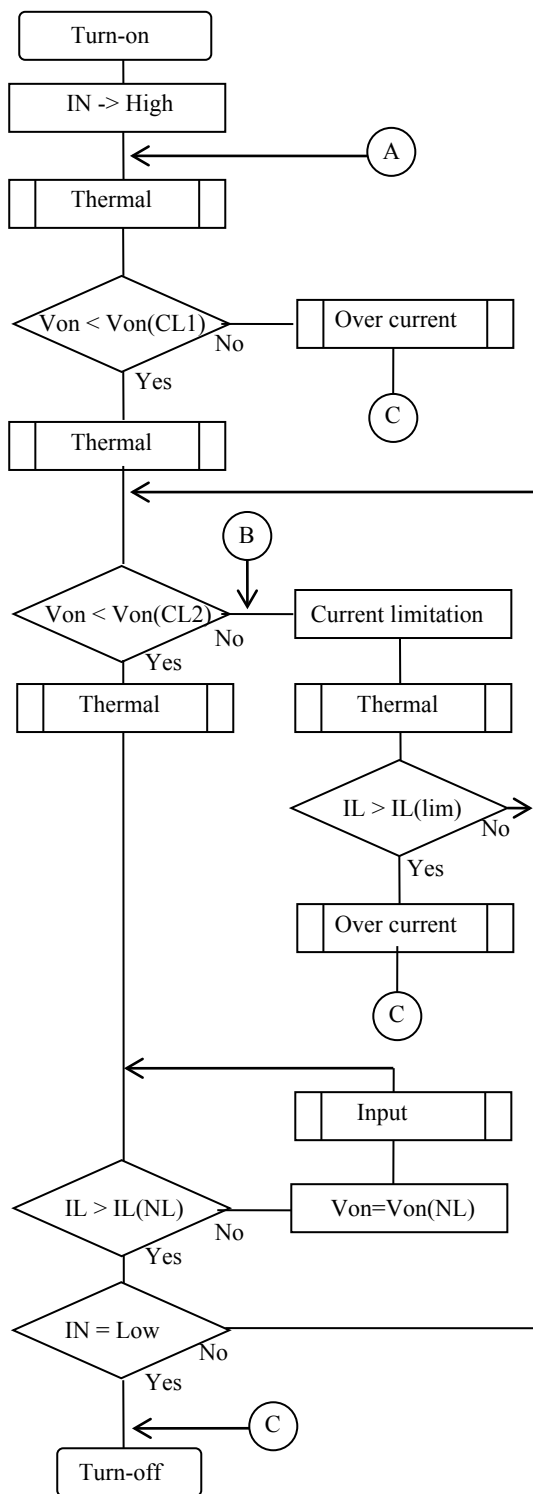 Turn-on
IN -> High
A
Thermal
Von < Von(CL1)
No
Over current
Yes
C
Thermal
B
Von < Von(CL2)
No
Current limitation
Yes
Thermal
Thermal
IL > IL(lim)
No
Yes
Over current
C
Input
IL > IL(NL)
No
Von=Von(NL)
Yes
IN = Low
No
Yes
C
Turn-off